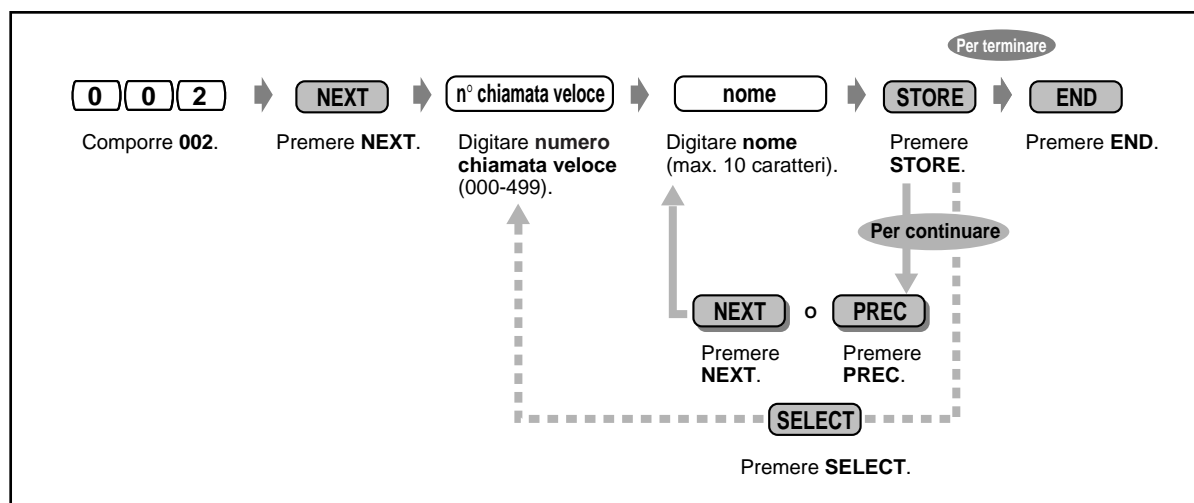 Per terminare
0 0 2 NEXT n° chiamata veloce nome STORE END
Comporre 002. Premere NEXT. Digitare numero Digitare nome Premere Premere END.
chiamata veloce (max. 10 caratteri). STORE.
(000-499).
Per continuare
NEXT o PREC
Premere Premere
NEXT. PREC.
SELECT
Premere SELECT.